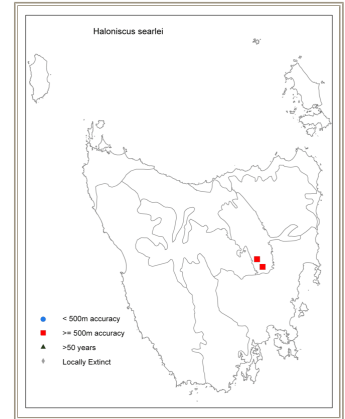 Haloniscus searlei
< 500m accuracy
>= 500m accuracy
>50 years
Locally Extinct